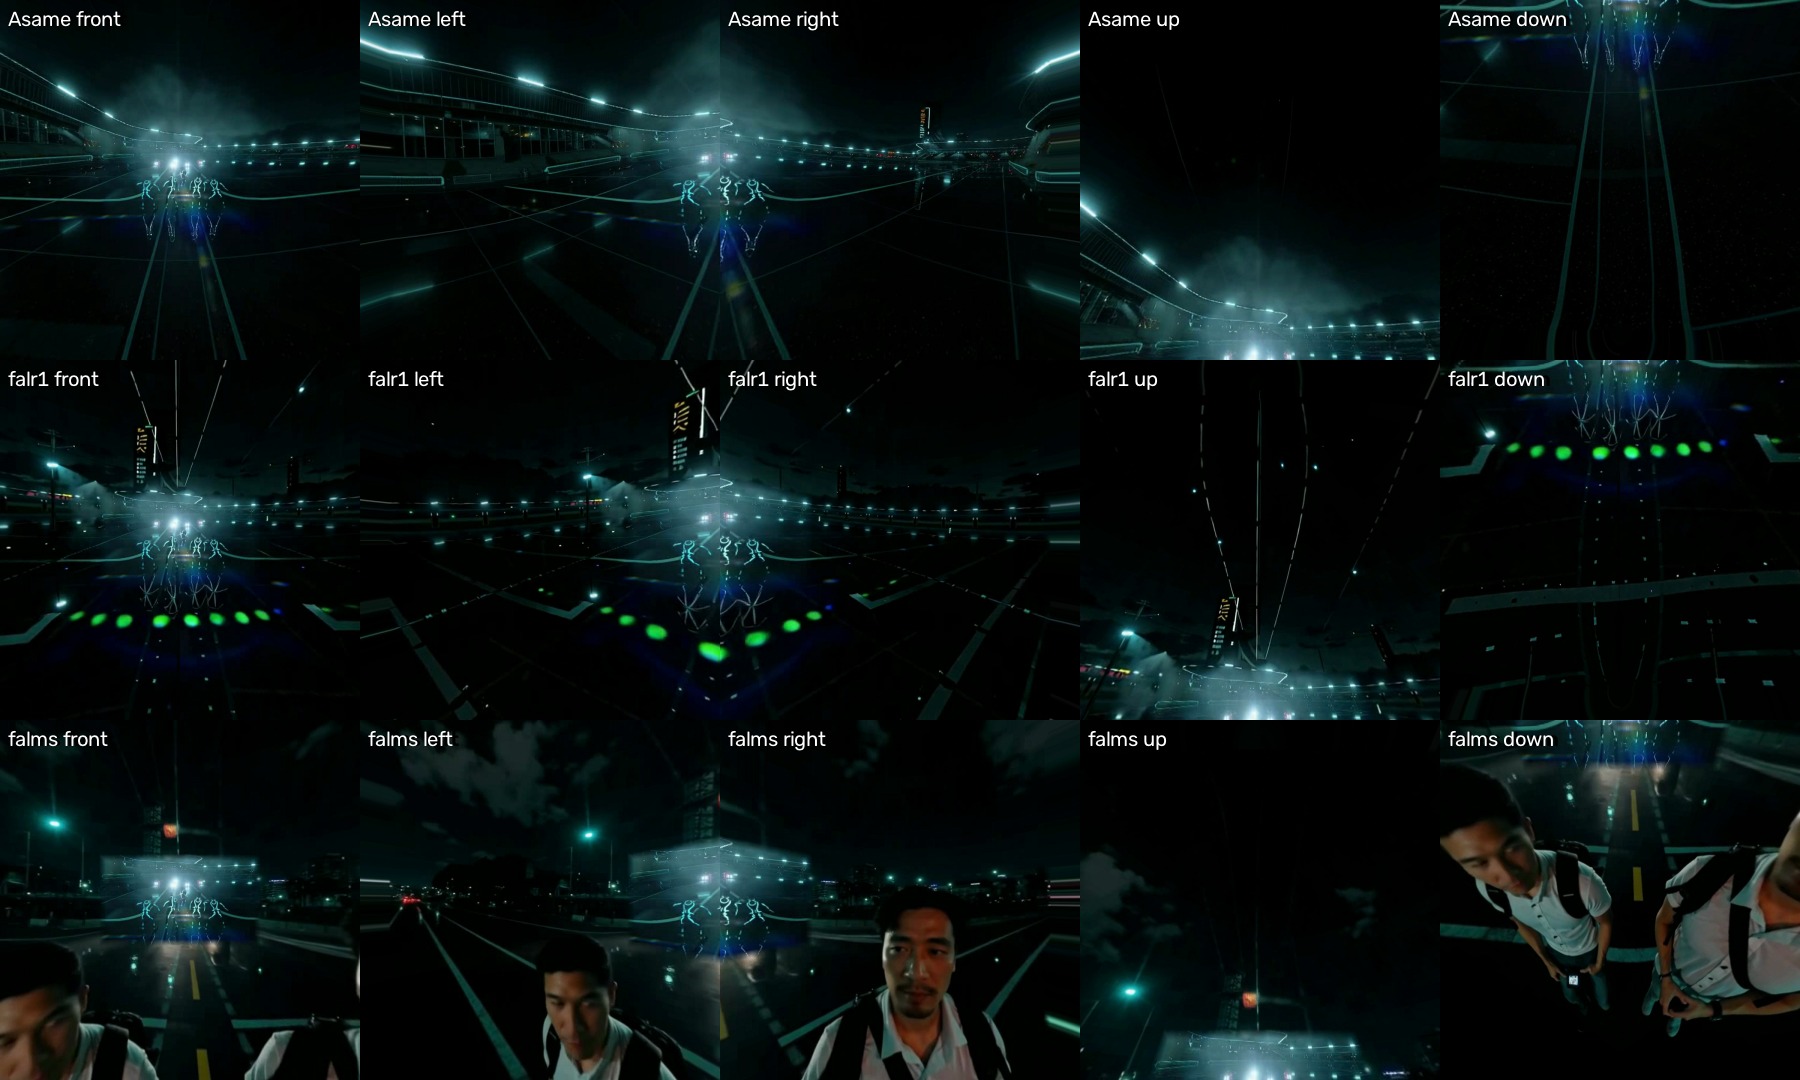 Asame front
Asame left
Asame right
Asame up
Asame down
falr1 front
falr1 left
falr1 right
falr1 up
falr1 down
falms front
falms left
falms right
falms up
falms down